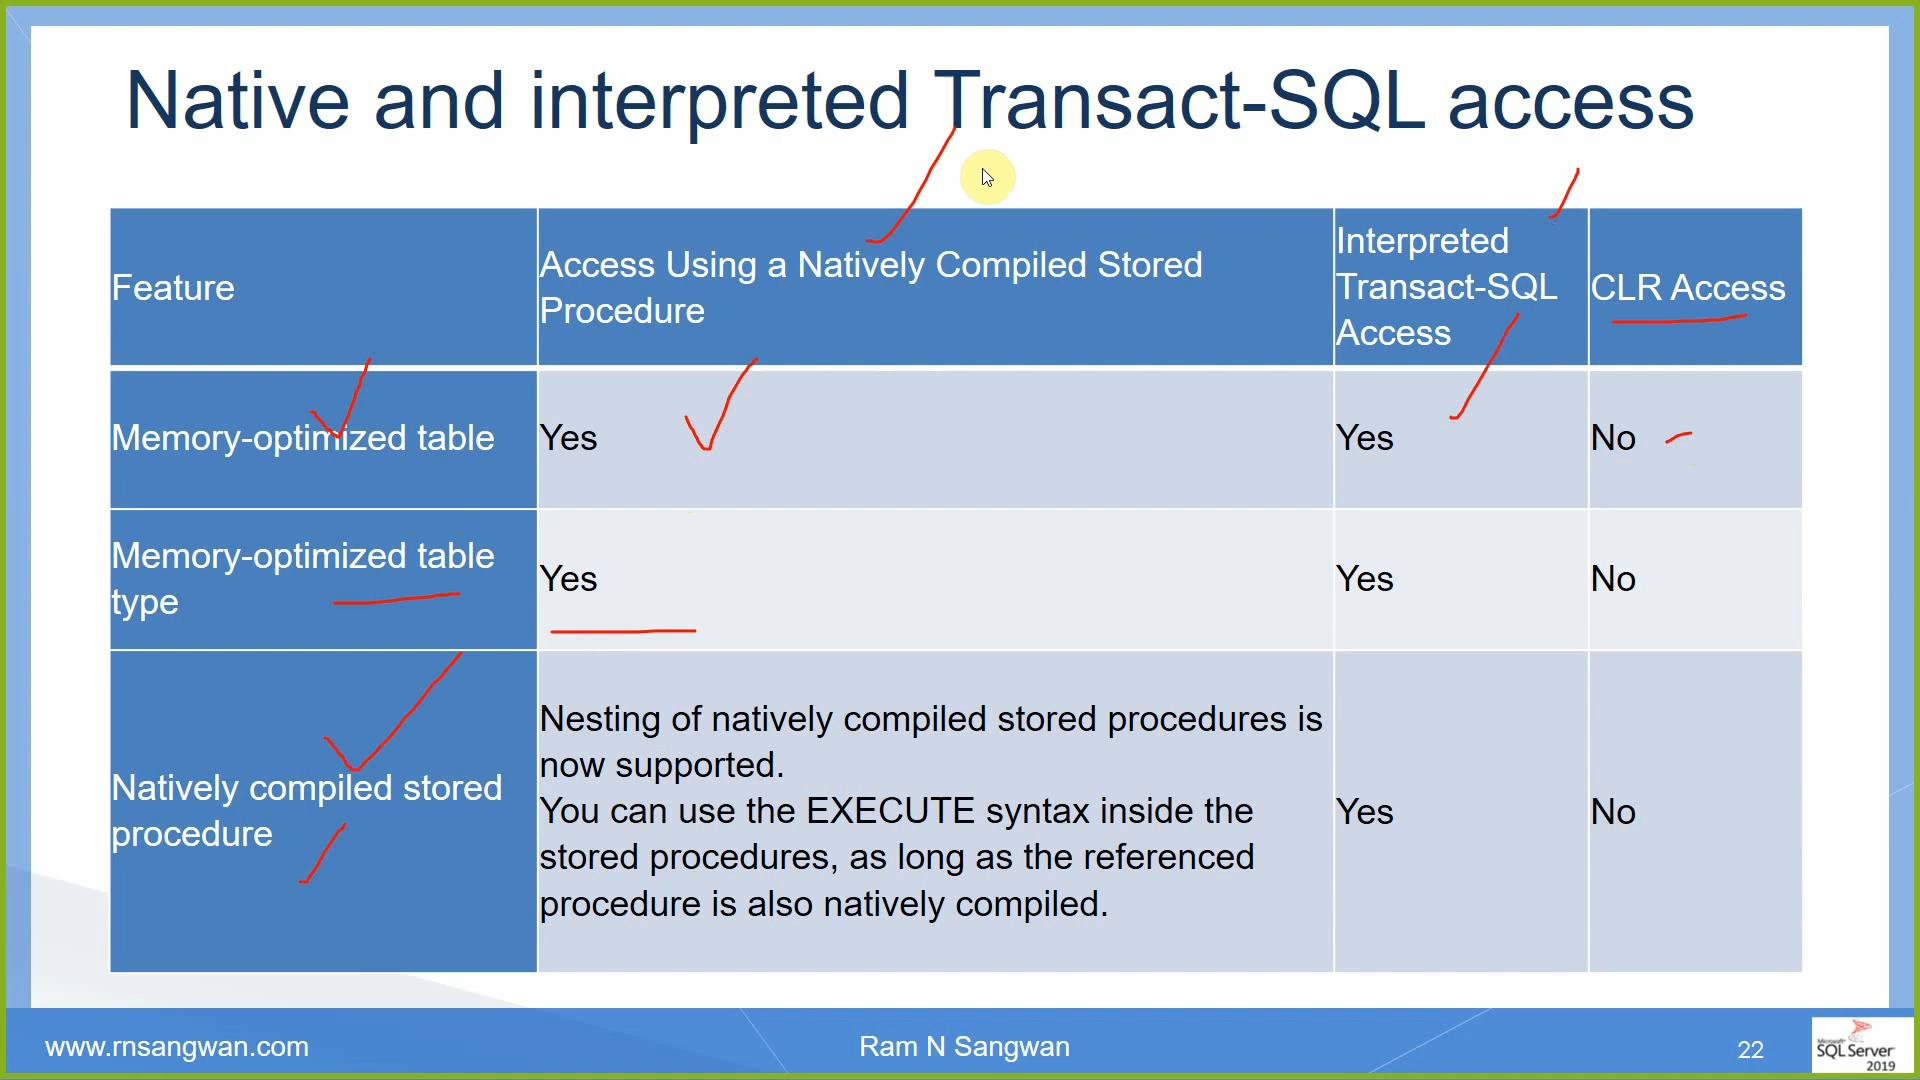 Native and interpreted Transact-SQL access
Feature
Access Using a Natively Compiled Stored
Procedure
Interpreted
Transact-SQL
Access
CLR Access
Memory-optimized table
Yes
Yes
No
Memory-optimized table
type
Yes
Yes
No
Natively compiled stored
procedure
Nesting of natively compiled stored procedures is
now supported.
You can use the EXECUTE syntax inside the
stored procedures, as long as the referenced
procedure is also natively compiled.
Yes
No
www.rnsangwan.com
Ram N Sangwan
22
Microsoft
SQL Server
2019